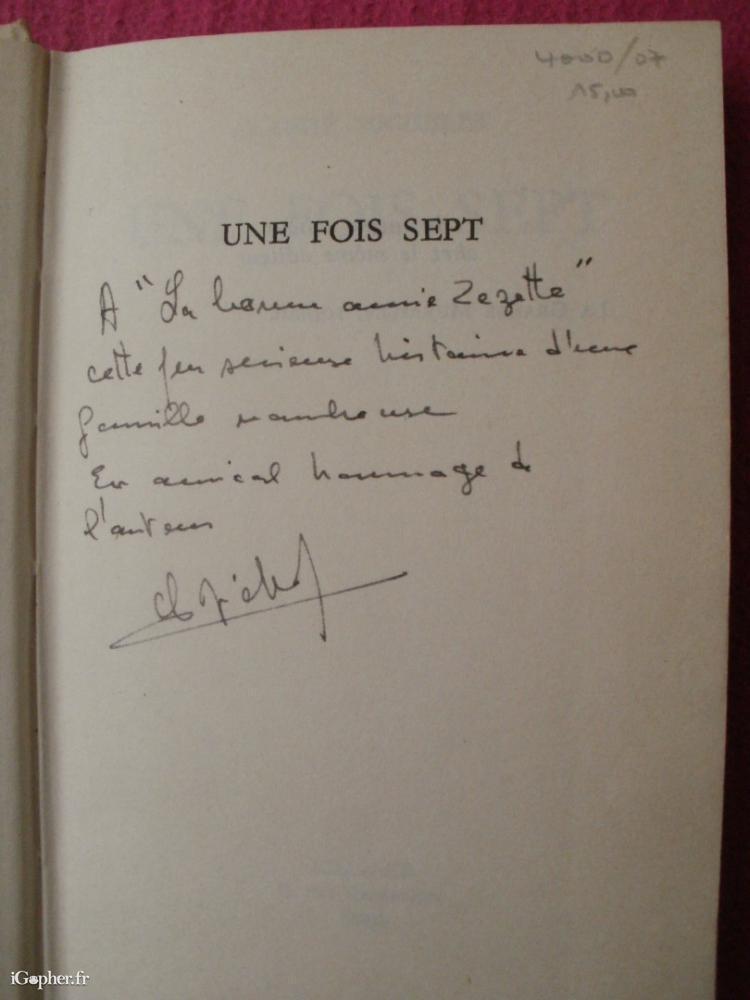 4000/07
15,00
UNE FOIS SEPT
A "La bonne amie Zezette"
cette peu serieuse histoire d'une
famille nombreuse
En amical hommage de
l'auteur
iGopher.fr